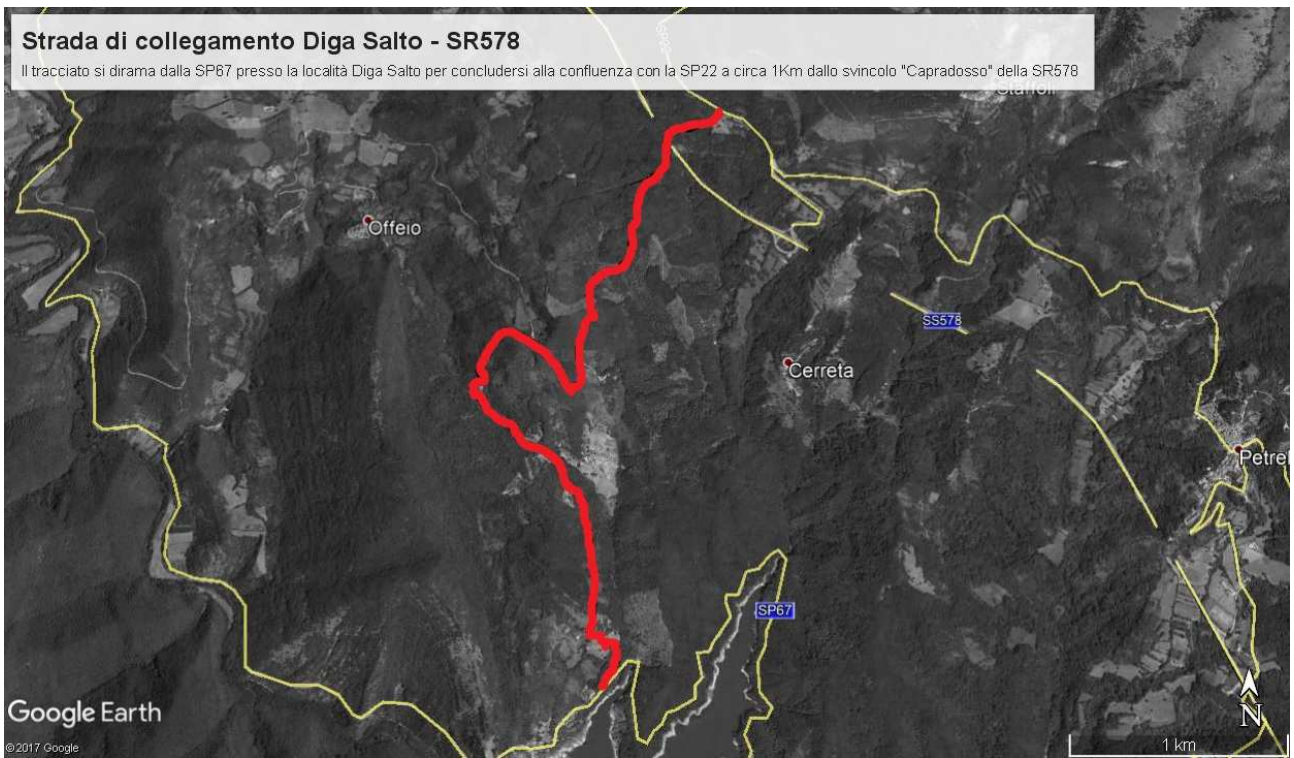 Strada di collegamento Diga Salto - SR578
Il tracciato si dirama dalla SP67 presso la località Diga Salto per concludersi alla confluenza con la SP22 a circa 1Km dallo svincolo "Capradosso" della SR578
Staffoli
Offeio
SS578
Cerreta
Petrel
SP67
Google Earth
N
©2017 Google
1 km